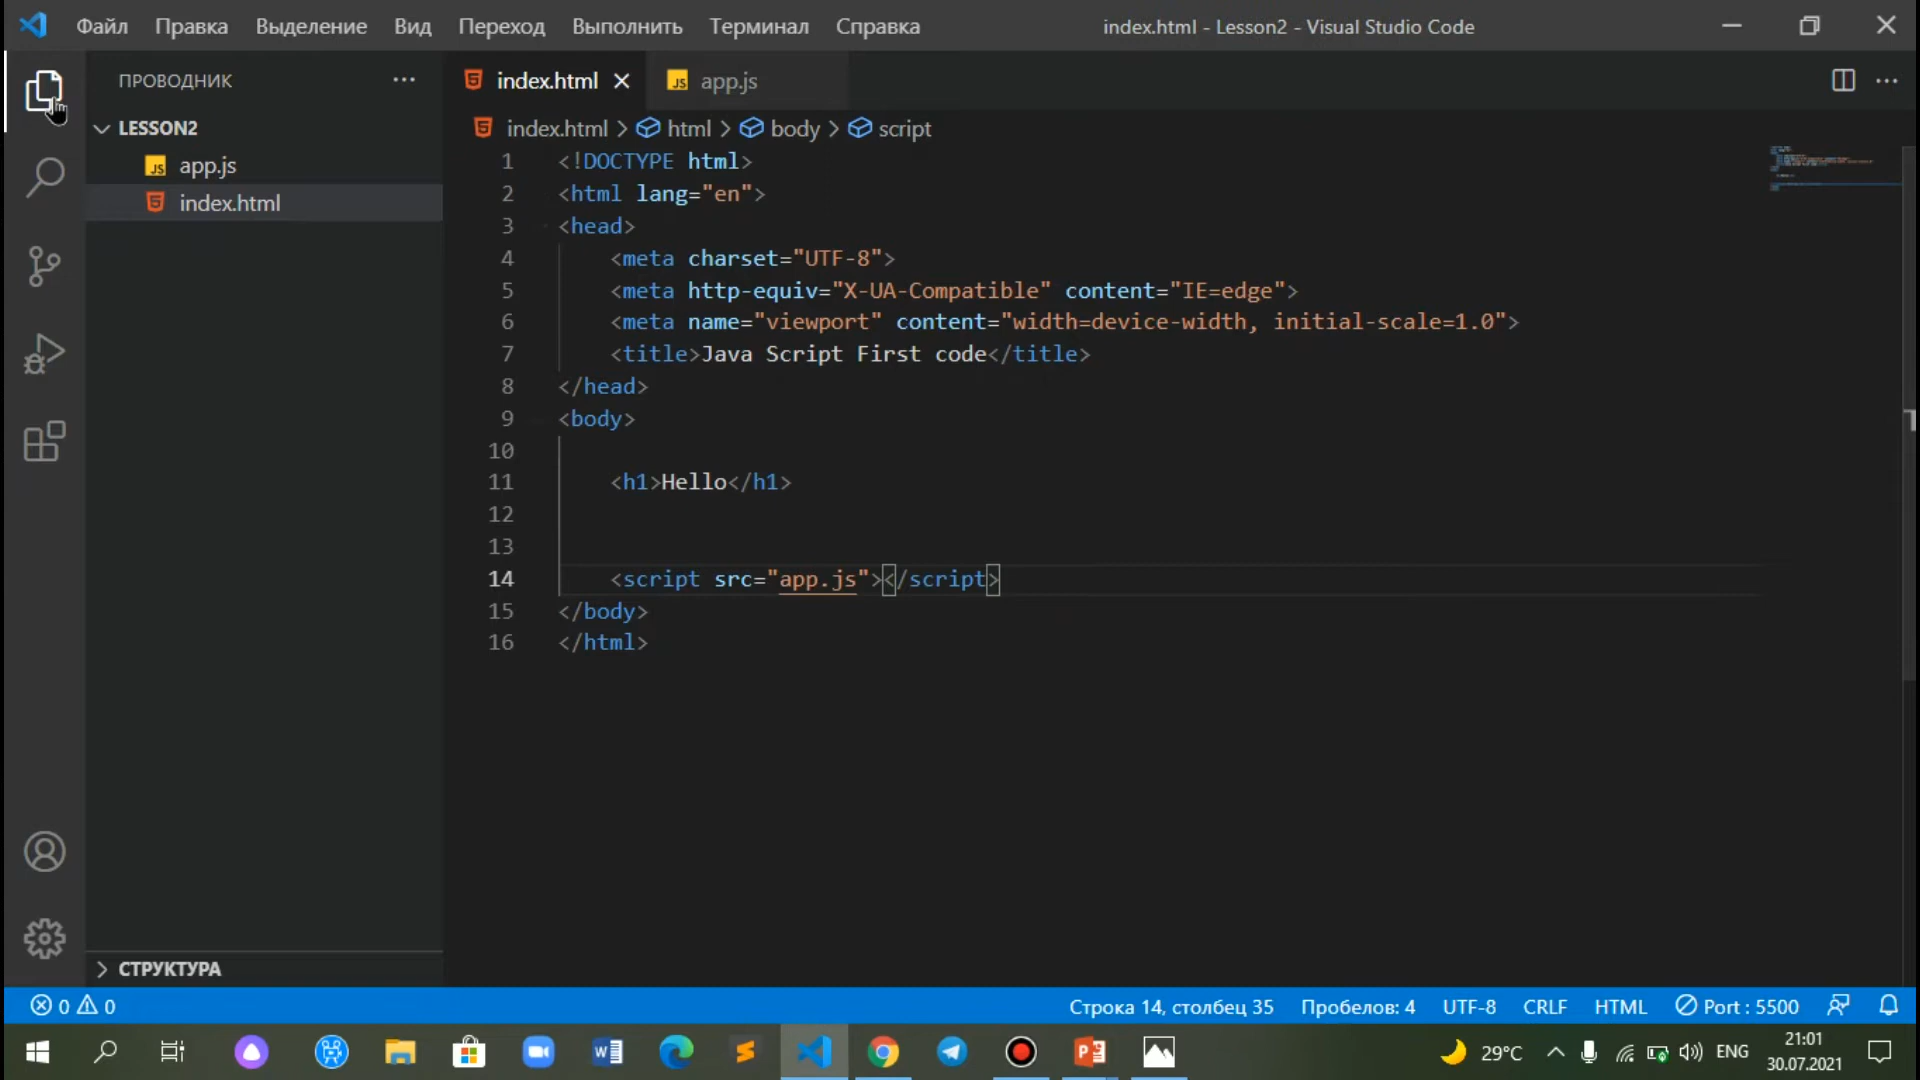 Файл Правка Выделение Вид Переход Выполнить Терминал Справка index.html - Lesson2 - Visual Studio Code
ПРОВОДНИК
LESSON2
JS app.js
index.html
СТРУКТУРА
index.html JS app.js
index.html > html > body > script
1 <!DOCTYPE html>
2 <html lang="en">
3 <head>
4 <meta charset="UTF-8">
5 <meta http-equiv="X-UA-Compatible" content="IE=edge">
6 <meta name="viewport" content="width=device-width, initial-scale=1.0">
7 <title>Java Script First code</title>
8 </head>
9 <body>
10
11 <h1>Hello</h1>
12
13
14 <script src="app.js"></script>
15 </body>
16 </html>
0 0 Строка 14, столбец 35 Пробелов: 4 UTF-8 CRLF HTML Port : 5500
29°C ENG 21:01
30.07.2021